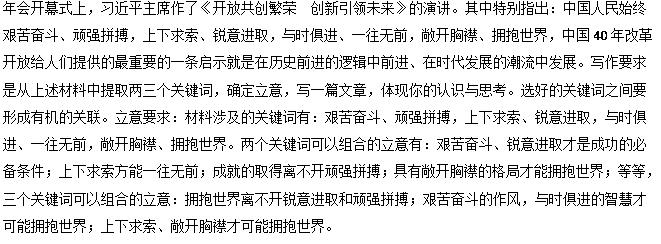 年会开幕式上，习近平主席作了《开放共创繁荣　创新引领未来》的演讲。其中特别指出：中国人民始终
艰苦奋斗、顽强拼搏，上下求索、锐意进取，与时俱进、一往无前，敞开胸襟、拥抱世界，中国 40 年改革
开放给人们提供的最重要的一条启示就是在历史前进的逻辑中前进、在时代发展的潮流中发展。写作要求
是从上述材料中提取两三个关键词，确定立意，写一篇文章，体现你的认识与思考。选好的关键词之间要
形成有机的关联。立意要求：材料涉及的关键词有：艰苦奋斗、顽强拼搏，上下求索、锐意进取，与时俱
进、一往无前，敞开胸襟、拥抱世界。两个关键词可以组合的立意有：艰苦奋斗、锐意进取才是成功的必
备条件；上下求索方能一往无前；成就的取得离不开顽强拼搏；具有敞开胸襟的格局才能拥抱世界；等等，
三个关键词可以组合的立意：拥抱世界离不开锐意进取和顽强拼搏；艰苦奋斗的作风，与时俱进的智慧才
可能拥抱世界；上下求索、敞开胸襟才可能拥抱世界。